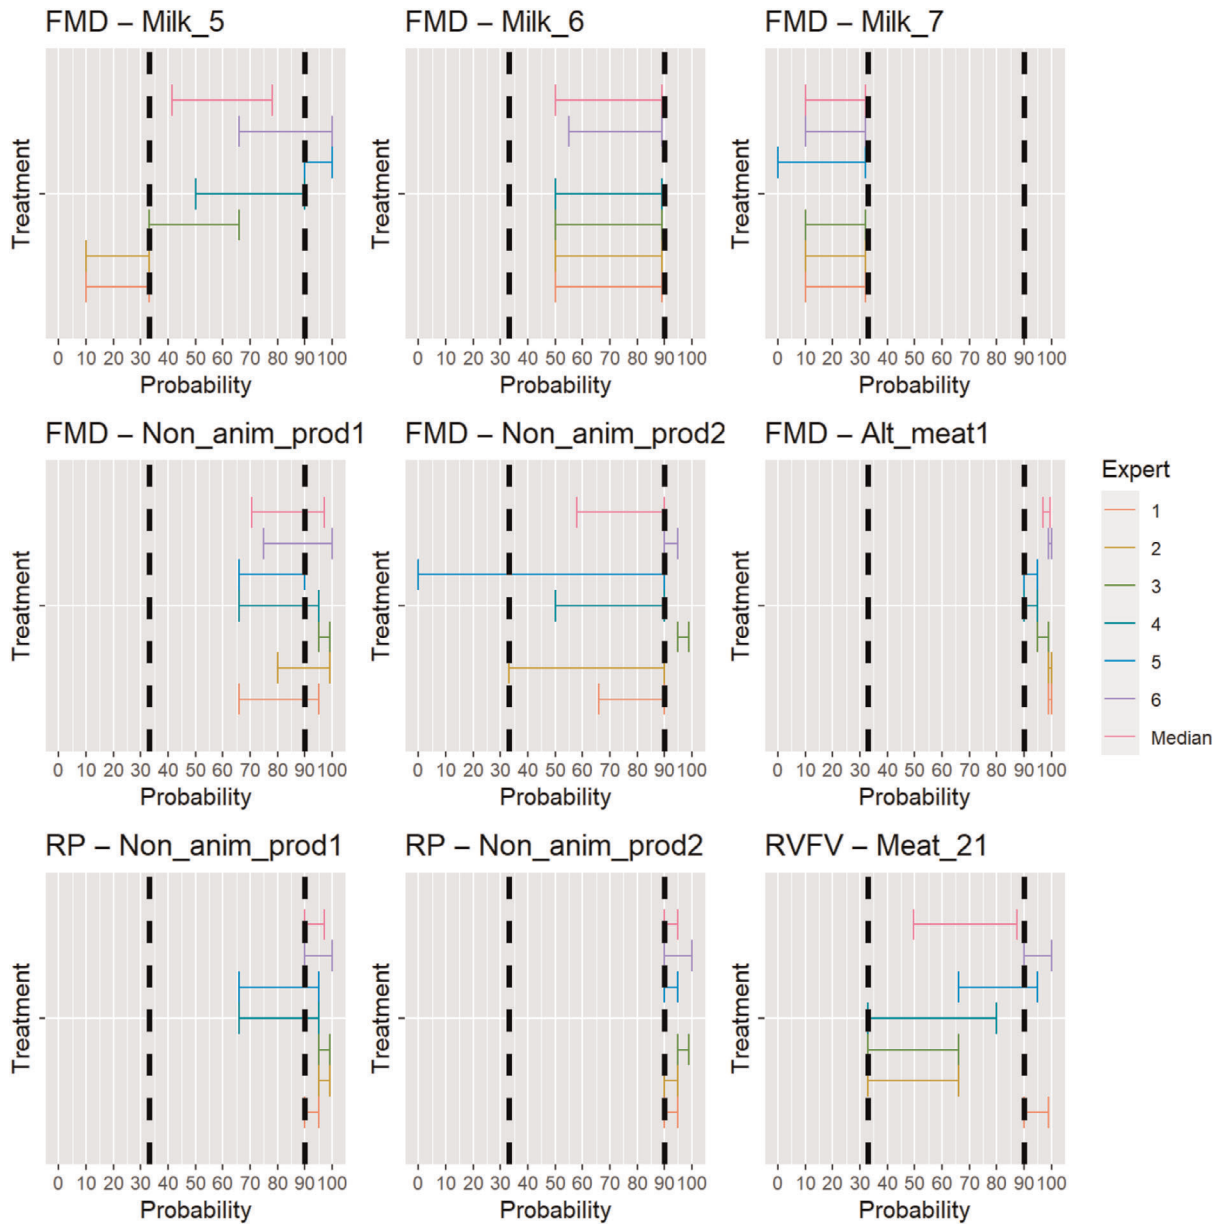 FMD – Milk_5
FMD – Milk_6
FMD – Milk_7
Treatment
Treatment
Treatment
0 10 20 30 40 50 60 70 80 90 100
0 10 20 30 40 50 60 70 80 90 100
0 10 20 30 40 50 60 70 80 90 100
Probability
Probability
Probability
FMD – Non_anim_prod1
FMD – Non_anim_prod2
FMD – Alt_meat1
Treatment
Treatment
Treatment
0 10 20 30 40 50 60 70 80 90 100
0 10 20 30 40 50 60 70 80 90 100
0 10 20 30 40 50 60 70 80 90 100
Probability
Probability
Probability
Expert
1
2
3
4
5
6
Median
RP – Non_anim_prod1
RP – Non_anim_prod2
RVFV – Meat_21
Treatment
Treatment
Treatment
0 10 20 30 40 50 60 70 80 90 100
0 10 20 30 40 50 60 70 80 90 100
0 10 20 30 40 50 60 70 80 90 100
Probability
Probability
Probability